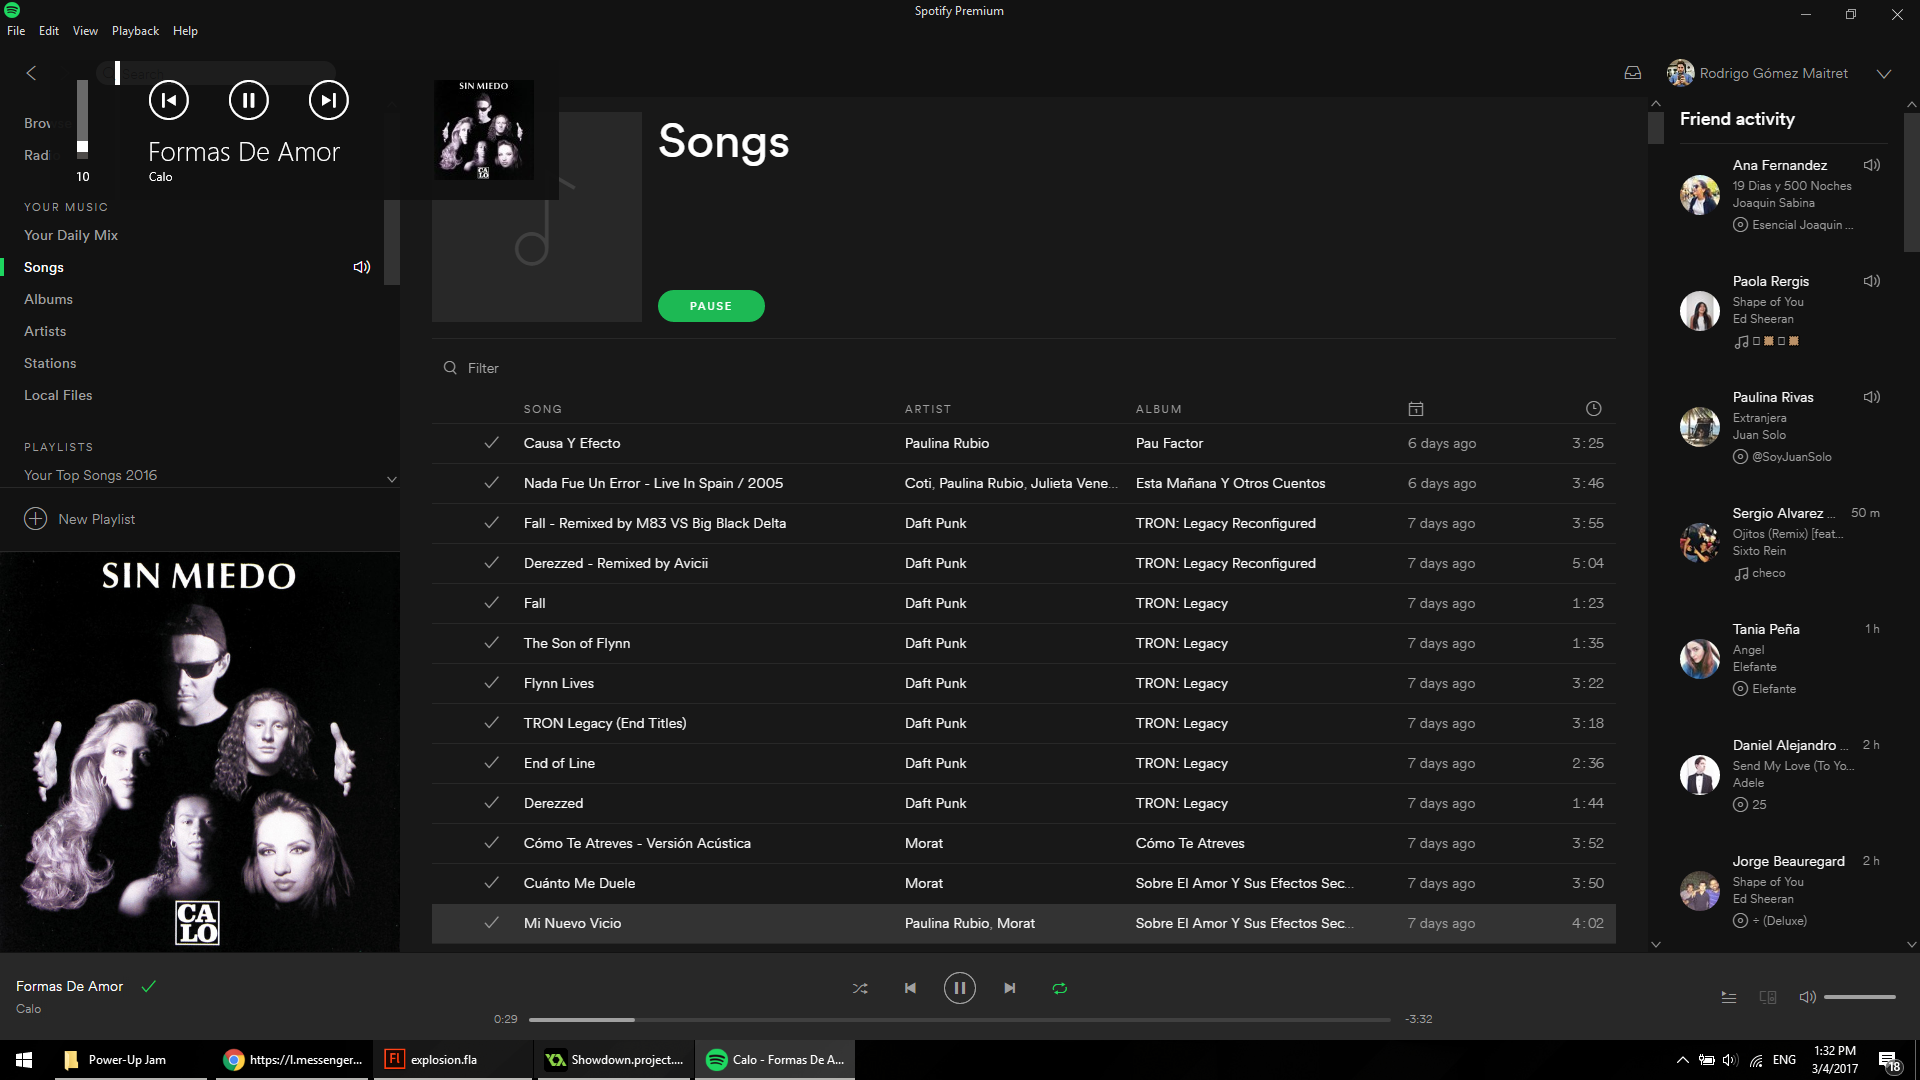 Spotify Premium
File Edit View Playback Help
Rodrigo Gómez Maitret
10
Formas De Amor
Calo
SIN MIEDO
CA
LO
Brow
Radi
YOUR MUSIC
Your Daily Mix
Songs
Albums
Artists
Stations
Local Files
PLAYLISTS
Your Top Songs 2016
New Playlist
SIN MIEDO
CA
LO
Songs
PAUSE
Filter
SONG ARTIST ALBUM
Causa Y Efecto Paulina Rubio Pau Factor 6 days ago 3:25
Nada Fue Un Error - Live In Spain / 2005 Coti, Paulina Rubio, Julieta Vene... Esta Mañana Y Otros Cuentos 6 days ago 3:46
Fall - Remixed by M83 VS Big Black Delta Daft Punk TRON: Legacy Reconfigured 7 days ago 3:55
Derezzed - Remixed by Avicii Daft Punk TRON: Legacy Reconfigured 7 days ago 5:04
Fall Daft Punk TRON: Legacy 7 days ago 1:23
The Son of Flynn Daft Punk TRON: Legacy 7 days ago 1:35
Flynn Lives Daft Punk TRON: Legacy 7 days ago 3:22
TRON Legacy (End Titles) Daft Punk TRON: Legacy 7 days ago 3:18
End of Line Daft Punk TRON: Legacy 7 days ago 2:36
Derezzed Daft Punk TRON: Legacy 7 days ago 1:44
Cómo Te Atreves - Versión Acústica Morat Cómo Te Atreves 7 days ago 3:52
Cuánto Me Duele Morat Sobre El Amor Y Sus Efectos Sec... 7 days ago 3:50
Mi Nuevo Vicio Paulina Rubio, Morat Sobre El Amor Y Sus Efectos Sec... 7 days ago 4:02
Friend activity
Ana Fernandez
19 Dias y 500 Noches
Joaquin Sabina
Esencial Joaquin ...
Paola Rergis
Shape of You
Ed Sheeran
Paulina Rivas
Extranjera
Juan Solo
@SoyJuanSolo
Sergio Alvarez ... 50 m
Ojitos (Remix) [feat...
Sixto Rein
checo
Tania Peña 1 h
Angel
Elefante
Elefante
Daniel Alejandro ... 2 h
Send My Love (To Yo...
Adele
25
Jorge Beauregard 2 h
Shape of You
Ed Sheeran
÷ (Deluxe)
Formas De Amor
Calo
0:29 -3:32
Power-Up Jam https://l.messenger... explosion.fla Showdown.project.... Calo - Formas De A...
ENG 1:32 PM
3/4/2017
18